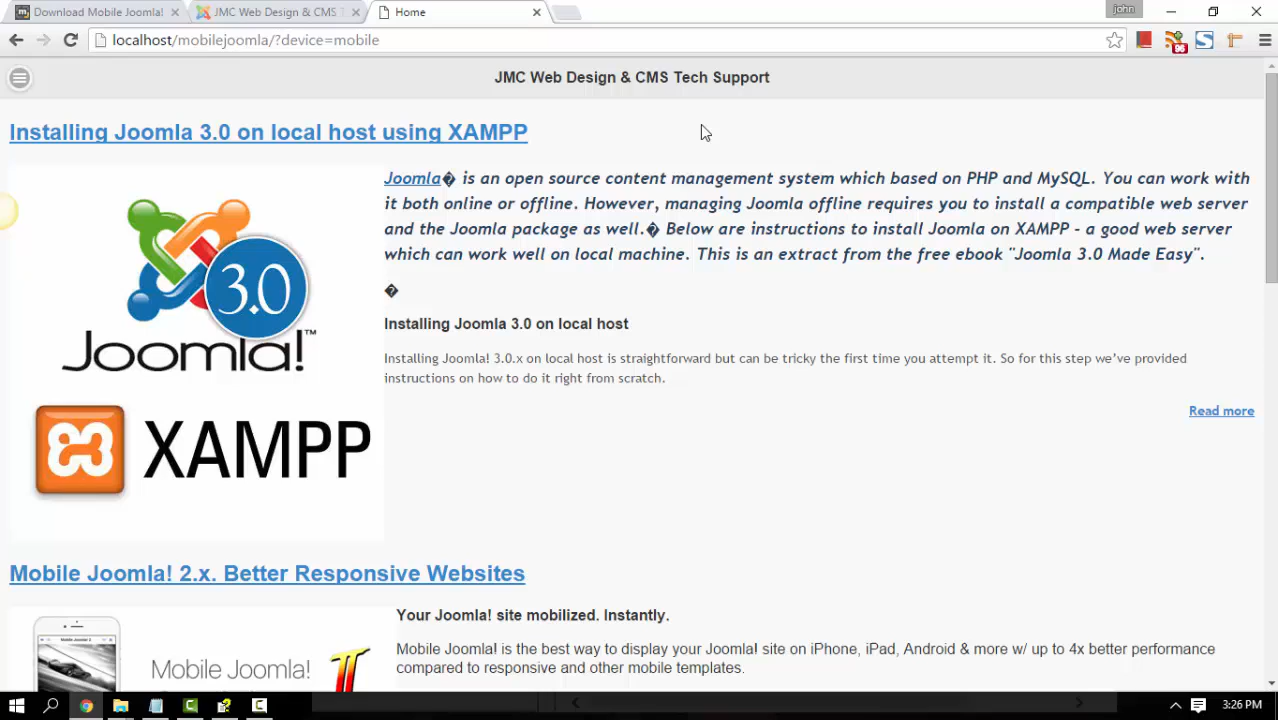 Download Mobile Joomla!
JMC Web Design & CMS T
Home
john
localhost/mobilejoomla/?device=mobile
96
JMC Web Design & CMS Tech Support
Installing Joomla 3.0 on local host using XAMPP
Joomla� is an open source content management system which based on PHP and MySQL. You can work with
it both online or offline. However, managing Joomla offline requires you to install a compatible web server
and the Joomla package as well.� Below are instructions to install Joomla on XAMPP - a good web server
which can work well on local machine. This is an extract from the free ebook "Joomla 3.0 Made Easy".
�
3.0
Joomla!™
XAMPP
Installing Joomla 3.0 on local host
Installing Joomla! 3.0.x on local host is straightforward but can be tricky the first time you attempt it. So for this step we’ve provided
instructions on how to do it right from scratch.
Read more
Mobile Joomla! 2.x. Better Responsive Websites
Mobile Joomla!
Your Joomla! site mobilized. Instantly.
Mobile Joomla! is the best way to display your Joomla! site on iPhone, iPad, Android & more w/ up to 4x better performance
compared to responsive and other mobile templates.
3:26 PM